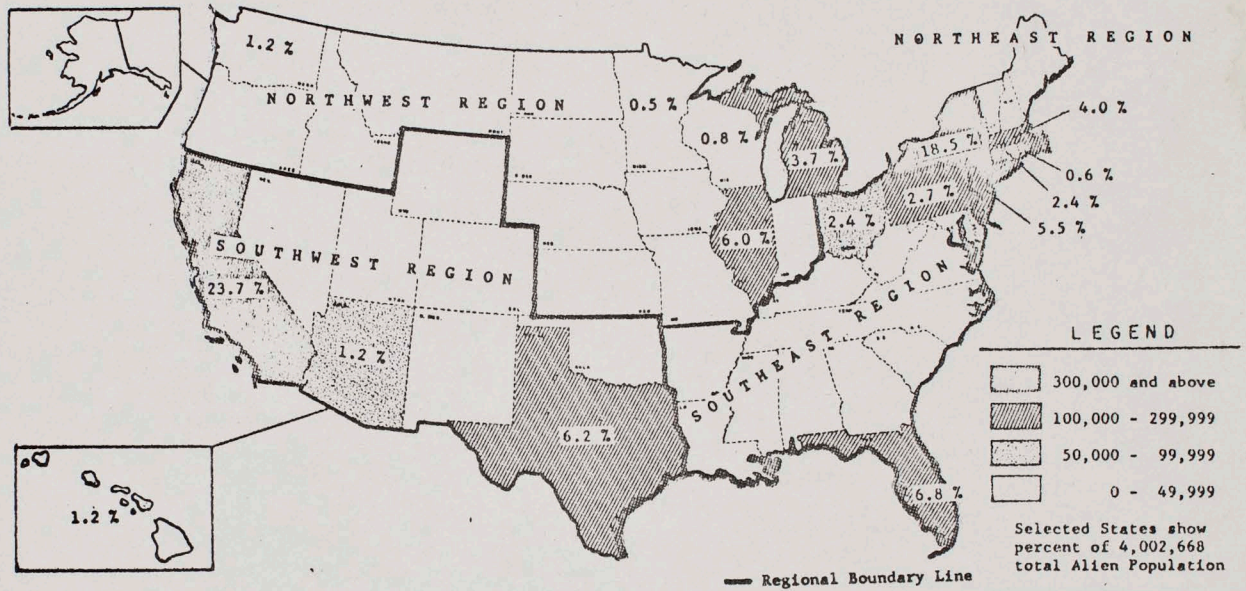 NORTHEAST REGION
1.2 %
NORTHWEST REGION
0.5 %
0.8 %
3.7 %
18.5 %
4.0 %
0.6 %
2.4 %
5.5 %
2.7 %
2.4 %
6.0 %
SOUTHWEST REGION
23.7 %
1.2 %
SOUTHEAST REGION
6.2 %
6.8 %
1.2 %
LEGEND
300,000 and above
100,000 - 299,999
50,000 - 99,999
0 - 49,999
Selected States show
percent of 4,002,668
total Alien Population
Regional Boundary Line